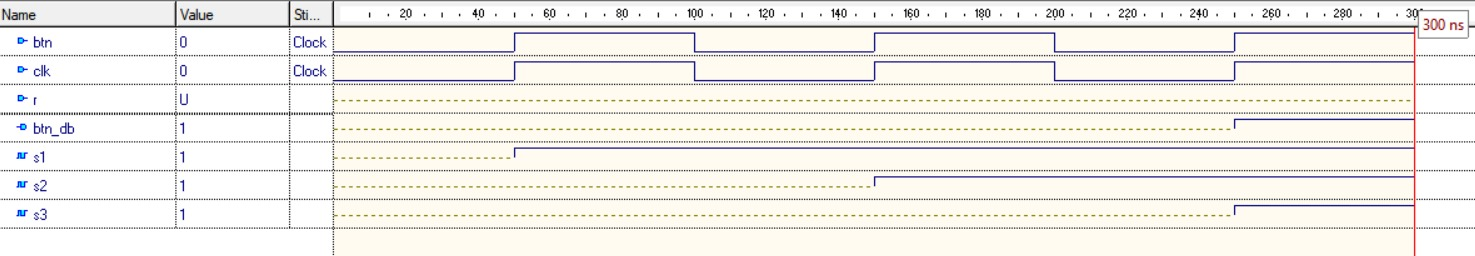 Name Value Sti... 20 40 60 80 100 120 140 160 180 200 220 240 260 280 300
300 ns
btn 0 Clock
clk 0 Clock
r U
btn_db 1
s1 1
s2 1
s3 1